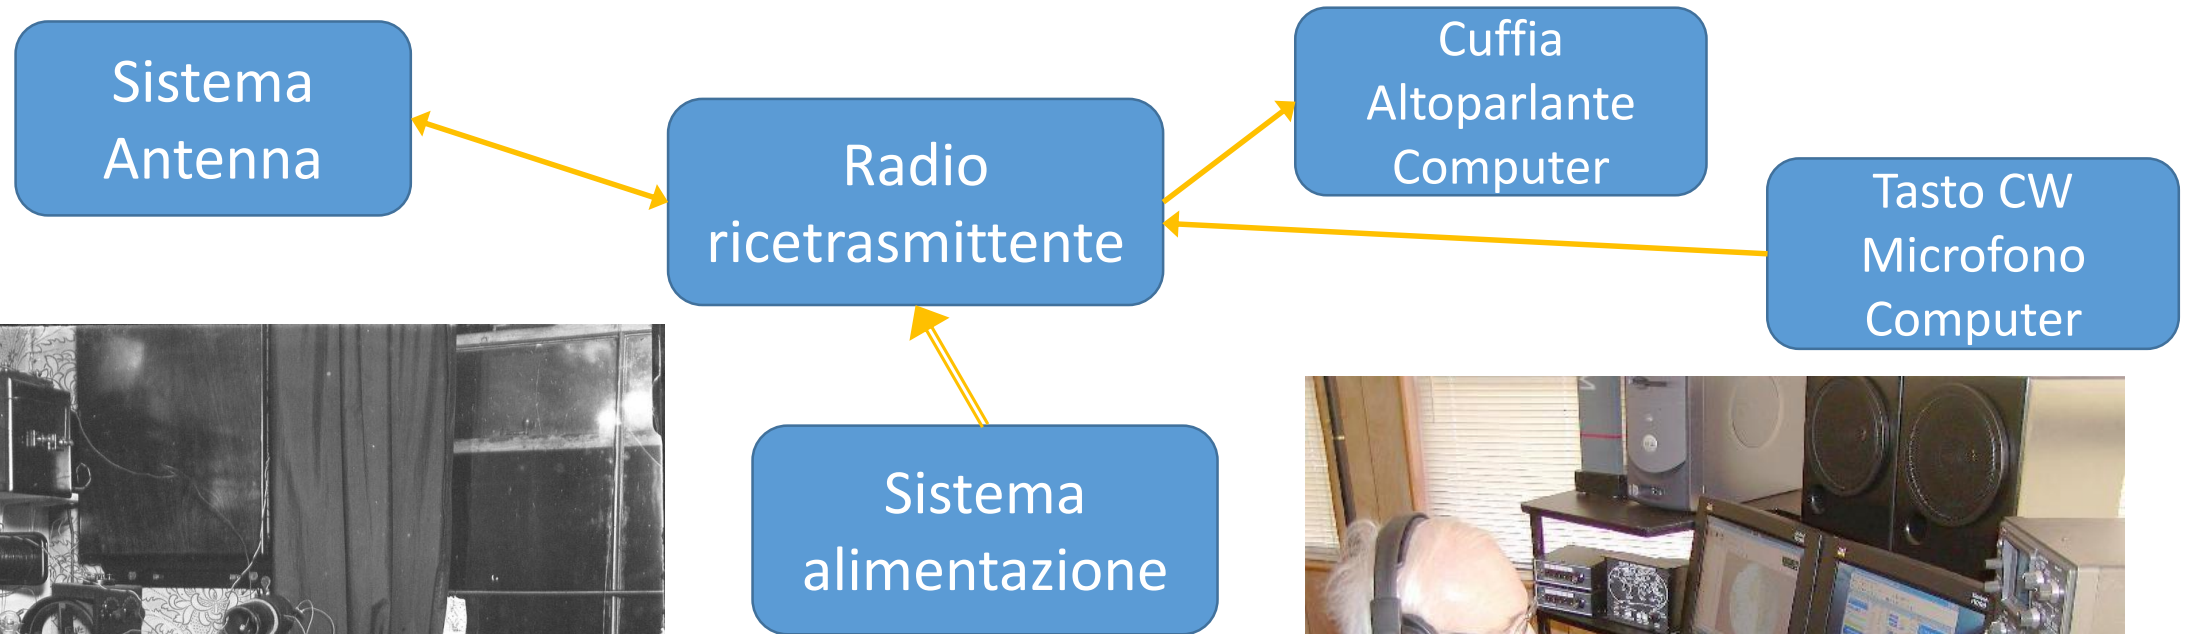 Sistema
Antenna
Radio
ricetrasmittente
Cuffia
Altoparlante
Computer
Tasto CW
Microfono
Computer
Sistema
alimentazione